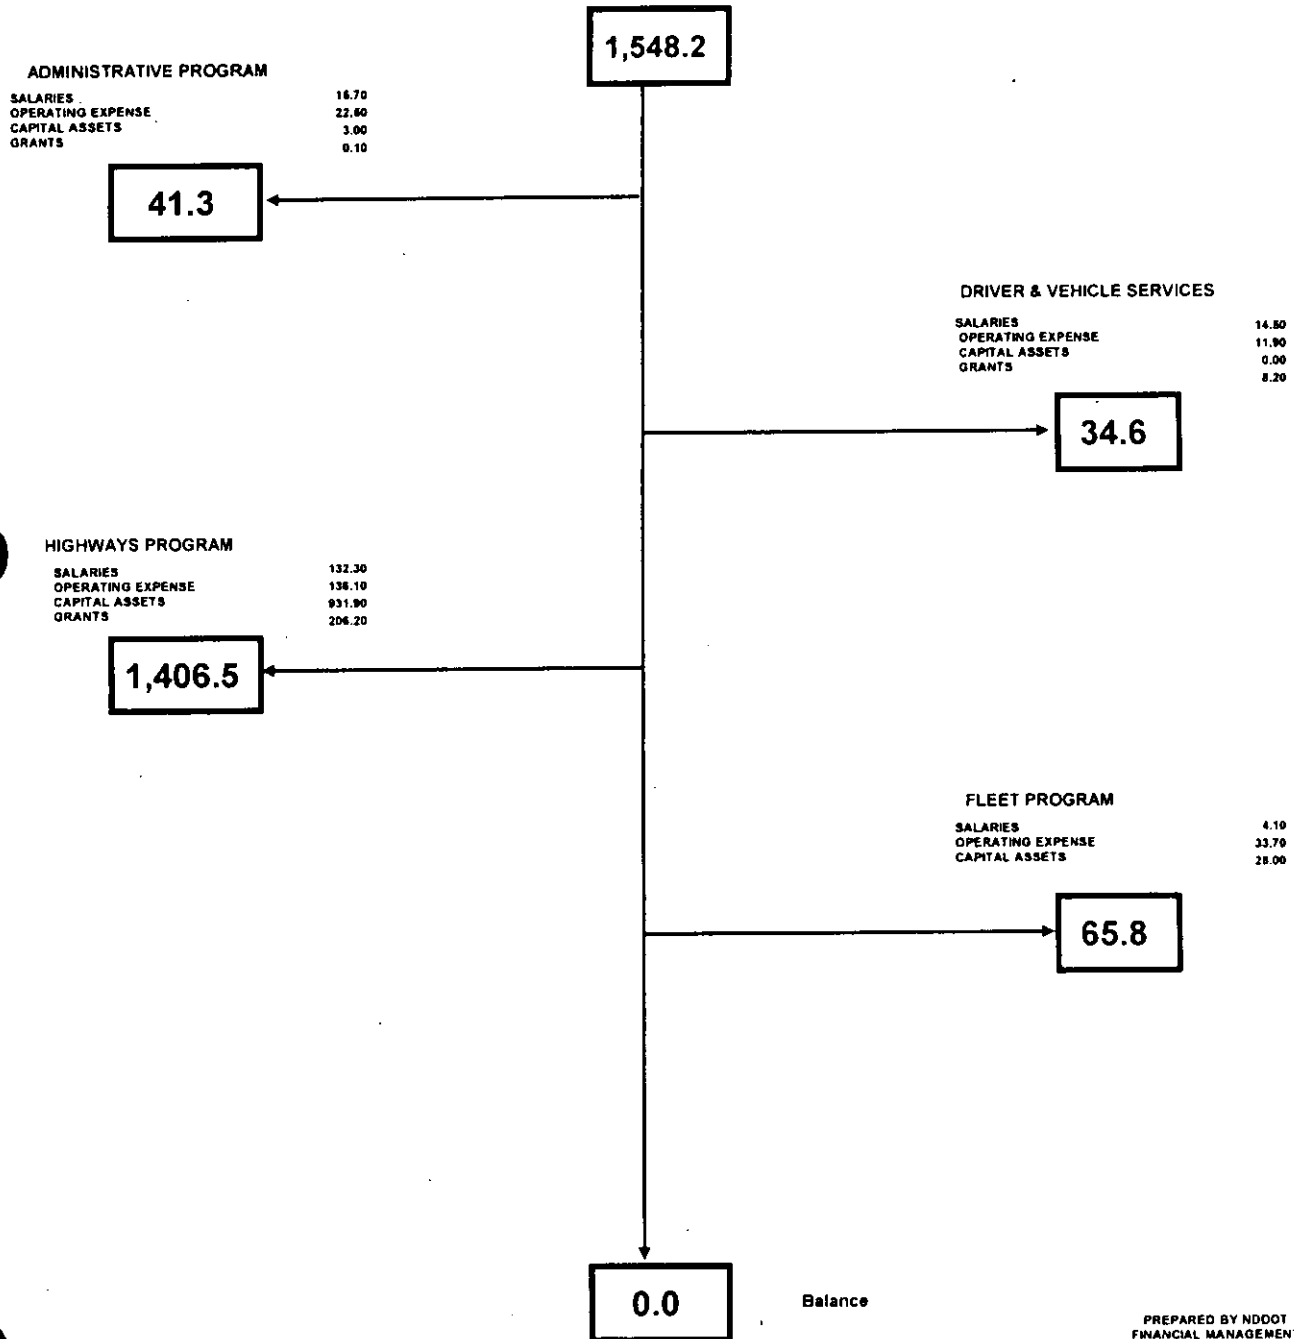 1,548.2
ADMINISTRATIVE PROGRAM
SALARIES 15.70
OPERATING EXPENSE 22.50
CAPITAL ASSETS 3.00
GRANTS 0.10
41.3
DRIVER & VEHICLE SERVICES
SALARIES 14.50
OPERATING EXPENSE 11.90
CAPITAL ASSETS 0.00
GRANTS 8.20
34.6
HIGHWAYS PROGRAM
SALARIES 132.30
OPERATING EXPENSE 136.10
CAPITAL ASSETS 931.90
GRANTS 206.20
1,406.5
FLEET PROGRAM
SALARIES 4.10
OPERATING EXPENSE 33.70
CAPITAL ASSETS 28.00
65.8
0.0 Balance
PREPARED BY NDDOT
FINANCIAL MANAGEMENT